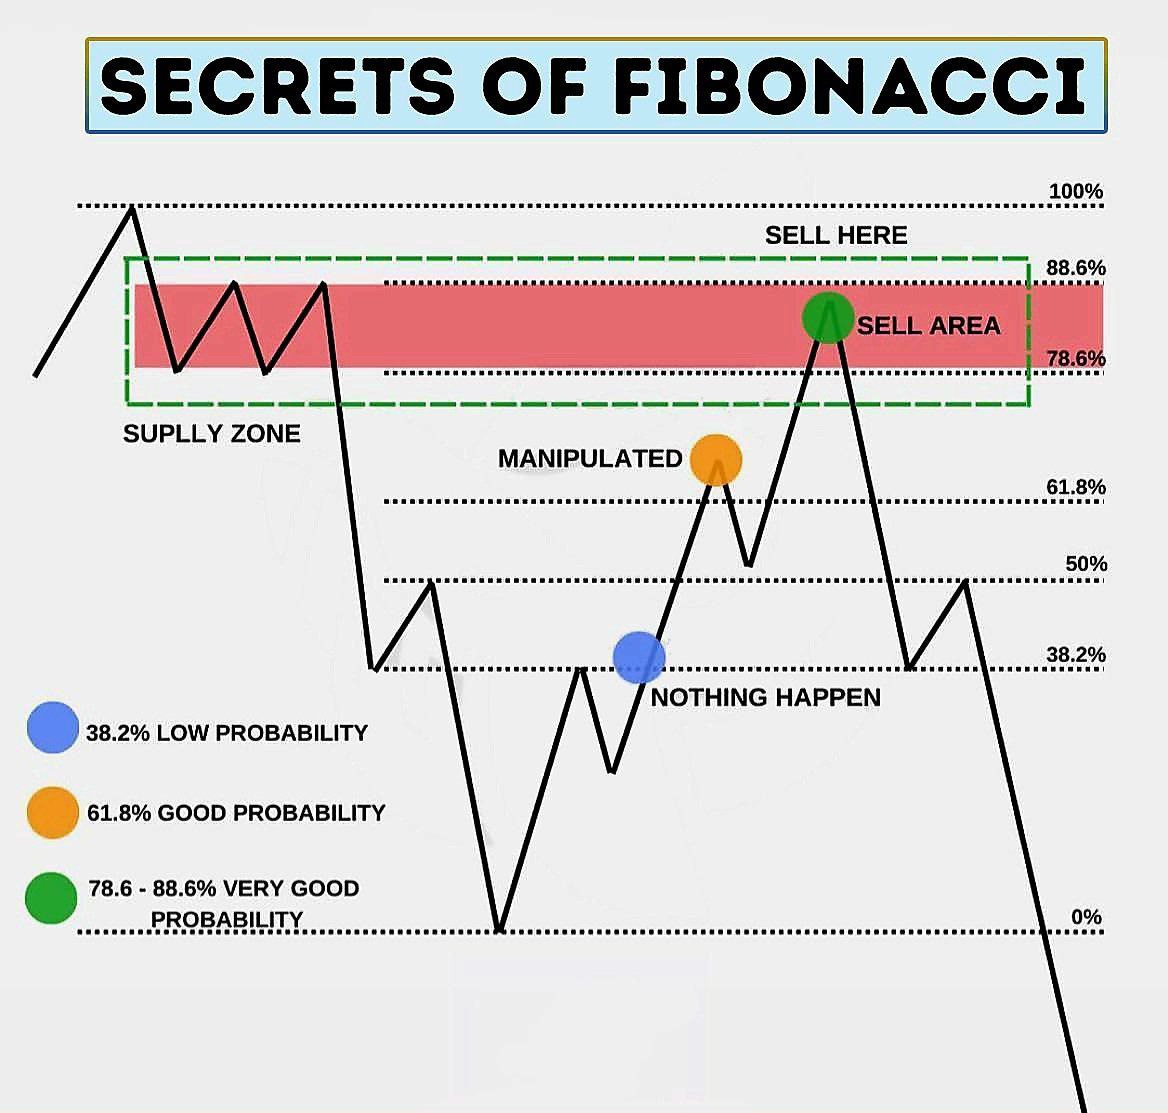 SECRETS OF FIBONACCI
100%
SELL HERE
88.6%
SELL AREA
78.6%
SUPLLY ZONE
MANIPULATED
61.8%
50%
38.2%
NOTHING HAPPEN
38.2% LOW PROBABILITY
61.8% GOOD PROBABILITY
78.6 - 88.6% VERY GOOD
PROBABILITY
0%